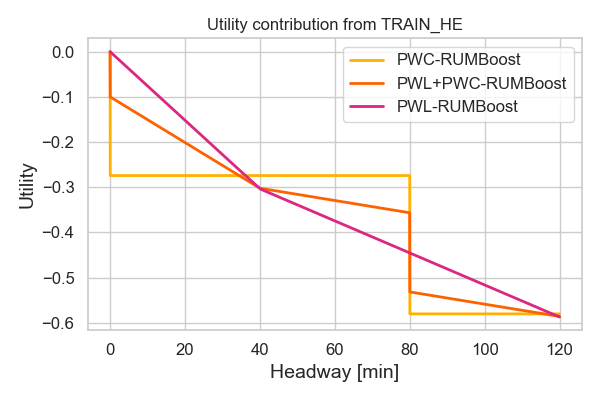 Utility contribution from TRAIN_HE
PWC-RUMBoost
PWL+PWC-RUMBoost
PWL-RUMBoost
Utility
0.0
−0.1
−0.2
−0.3
−0.4
−0.5
−0.6
0 20 40 60 80 100 120
Headway [min]